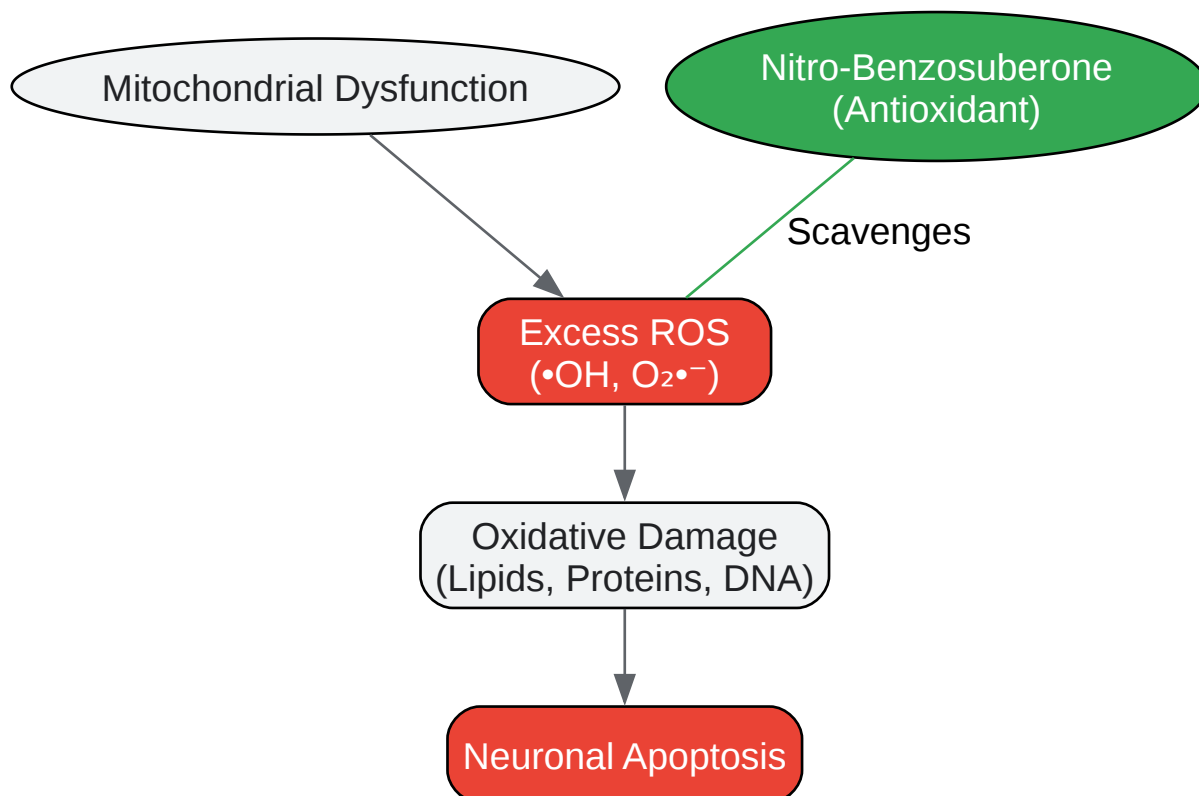 Mitochondrial Dysfunction
Nitro-Benzosuberone
(Antioxidant)
Scavenges
Excess ROS
(•OH, O₂•⁻)
Oxidative Damage
(Lipids, Proteins, DNA)
Neuronal Apoptosis